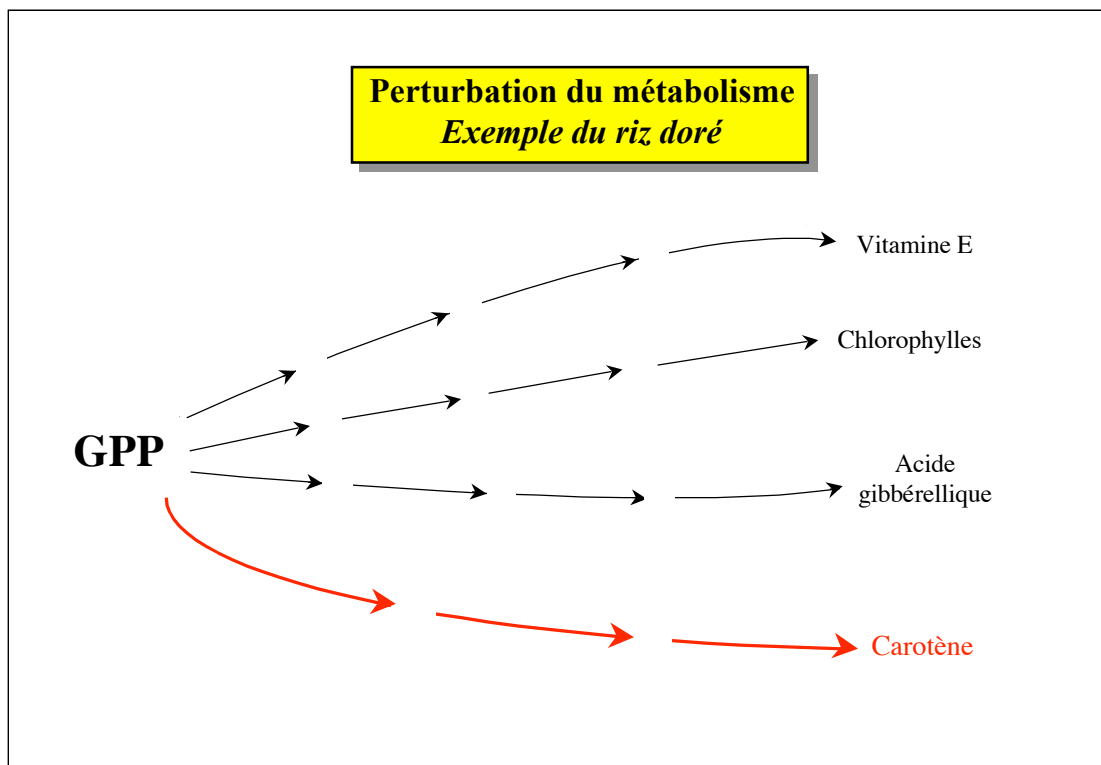 Perturbation du métabolisme
Exemple du riz doré
Vitamine E
Chlorophylles
GPP
Acide
gibbérellique
Carotène